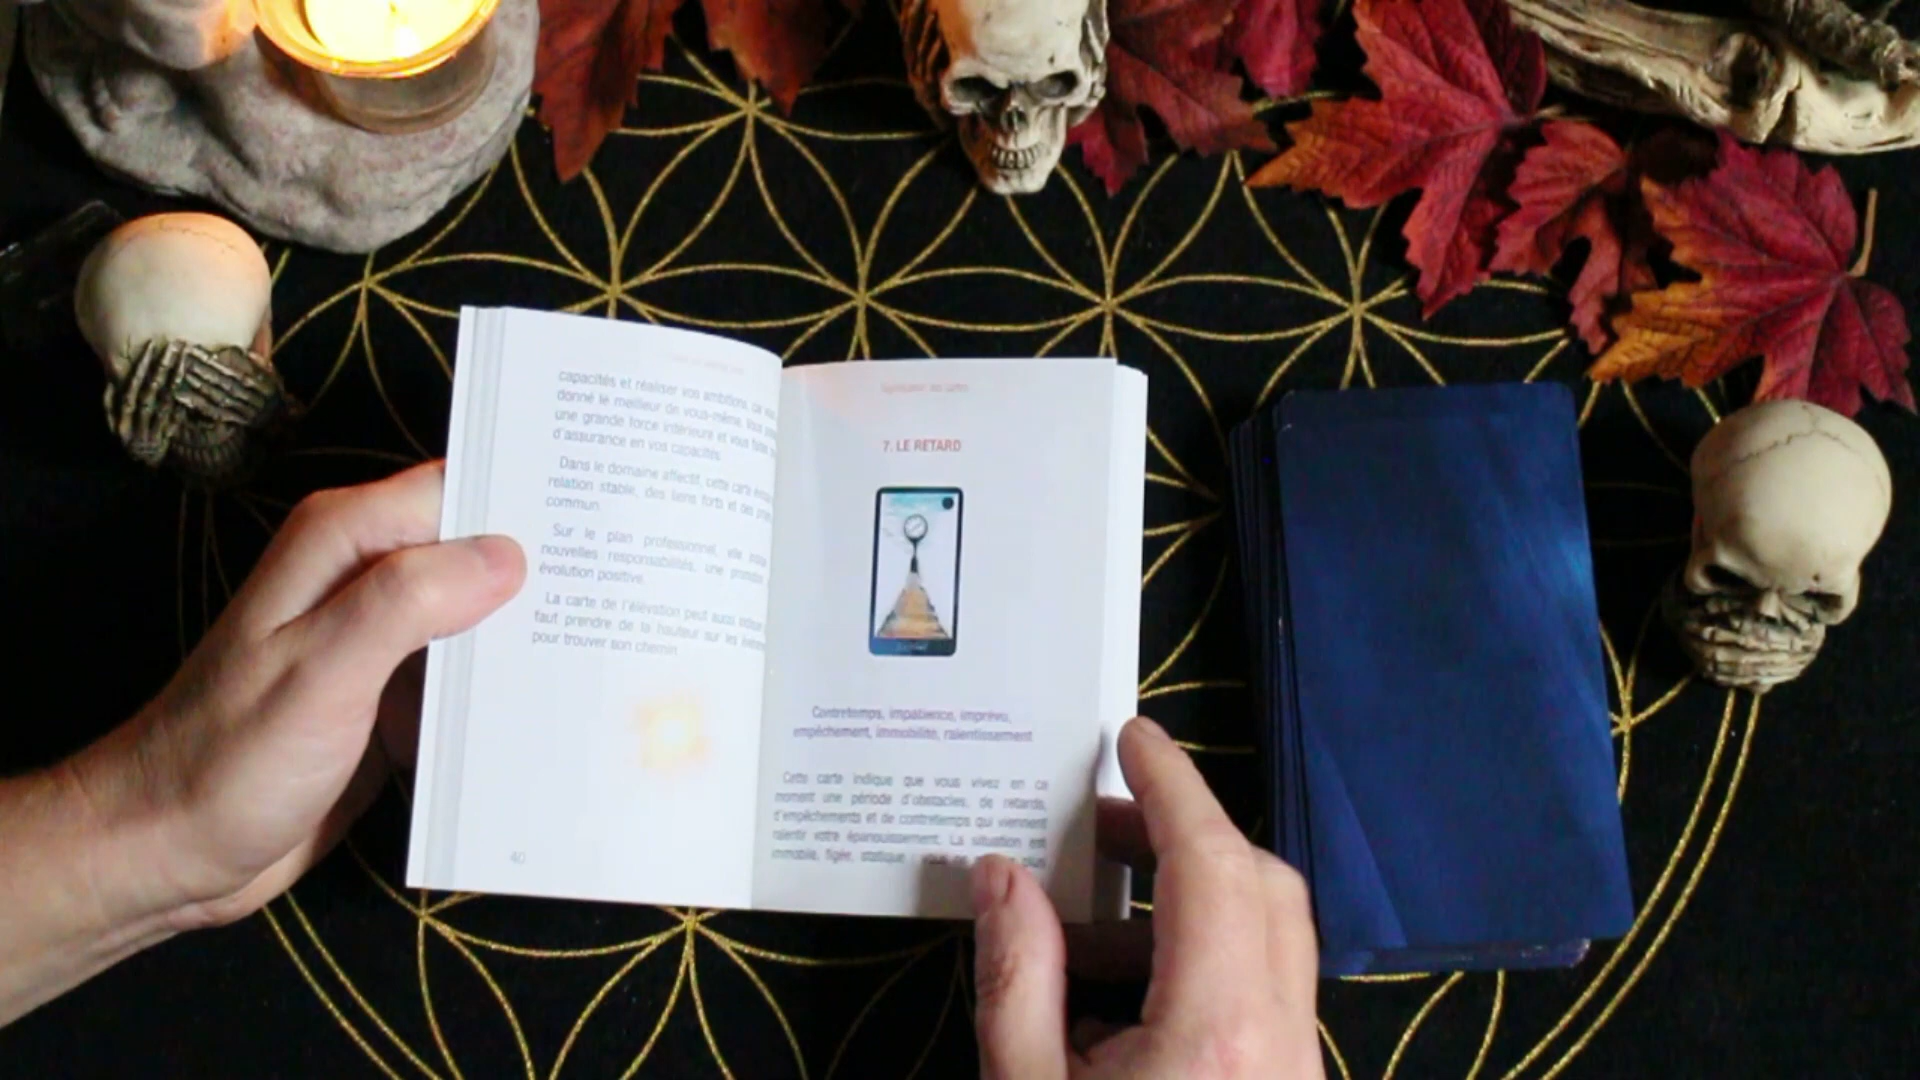 capacités et réaliser vos ambitions, car
donné le meilleur de vous-même. Vous
une grande force intérieure et vous
d'assurance en vos capacités.
Dans le domaine affectif, cette carte
relation stable, des liens forts et des
commun.
Sur le plan professionnel, elle
nouvelles responsabilités, une
évolution positive.
La carte de l'élévation peut aussi
faut prendre de la hauteur sur les
pour trouver son chemin.
40
7. LE RETARD
Contretemps, impatience, imprévu,
empêchement, immobilité, ralentissement
Cette carte indique que vous vivez en ce
moment une période d'obstacles, de retards,
d'empêchements et de contretemps qui viennent
ralentir votre épanouissement. La situation est
immobile, figée, statique : vous ne plus